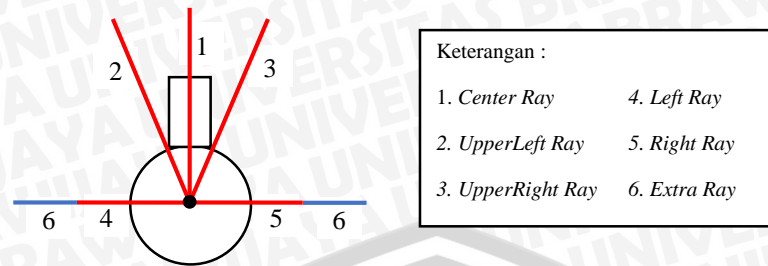 1
2
3
6
4
5
6
Keterangan :
1. Center Ray
4. Left Ray
2. UpperLeft Ray
5. Right Ray
3. UpperRight Ray
6. Extra Ray